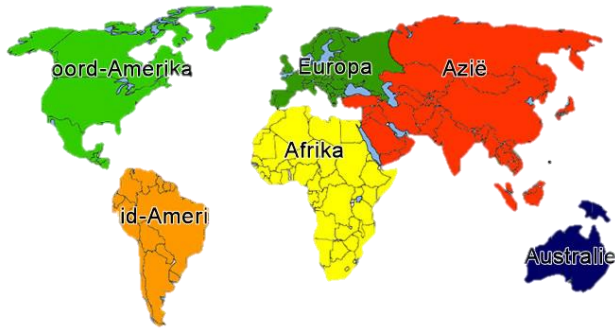 oord-Amerika
Europa
Azië
Afrika
id-Ameri
Australie